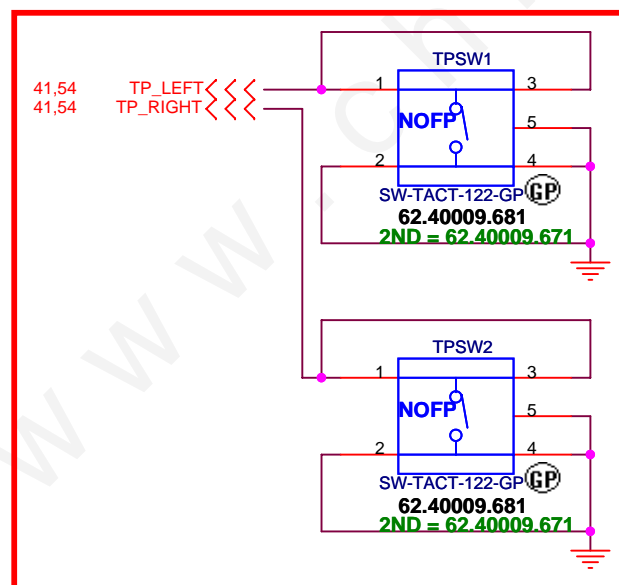 41,54 TP_LEFT
41,54 TP_RIGHT
TPSW1
1 3
NOFP
5
2 4
SW-TACT-122-GP GP
62.40009.681
2ND = 62.40009.671
TPSW2
1 3
NOFP
5
2 4
SW-TACT-122-GP GP
62.40009.681
2ND = 62.40009.671
www.ch